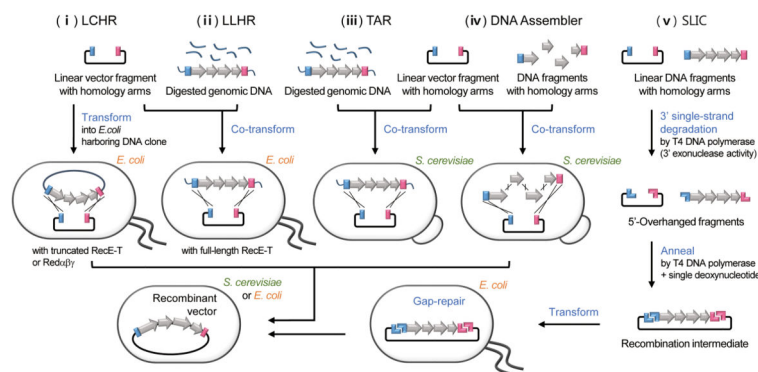 (i) LCHR
(ii) LLHR
(iii) TAR
(iv) DNA Assembler
(v) SLIC
Linear vector fragment
with homology arms
Digested genomic DNA
Digested genomic DNA
Linear vector fragment
with homology arms
DNA fragments
with homology arms
Linear DNA fragments
with homology arms
Transform
into E.coli
harboring DNA clone
Co-transform
Co-transform
Co-transform
3' single-strand
degradation
by T4 DNA polymerase
(3' exonuclease activity)
E. coli
E. coli
S. cerevisiae
S. cerevisiae
5'-Overhanged fragments
with truncated RecE-T
or Redαβγ
with full-length RecE-T
Anneal
by T4 DNA polymerase
+ single deoxynucleotide
S. cerevisiae
or E. coli
Recombinant
vector
E. coli
Gap-repair
Transform
Recombination intermediate